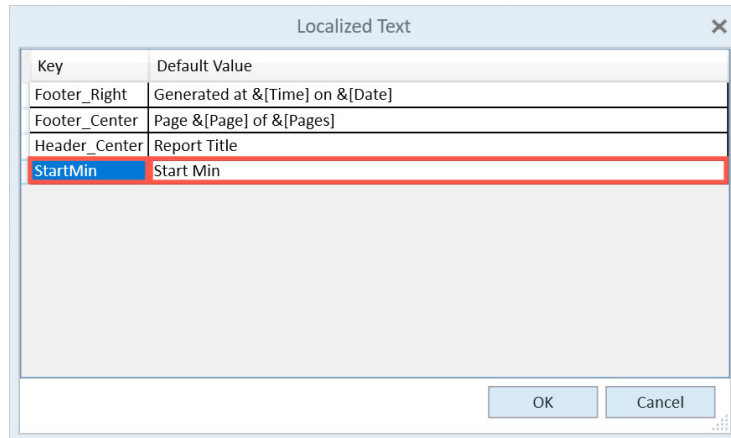 Localized Text
Key Default Value
Footer_Right Generated at &[Time] on &[Date]
Footer_Center Page &[Page] of &[Pages]
Header_Center Report Title
StartMin Start Min
OK Cancel